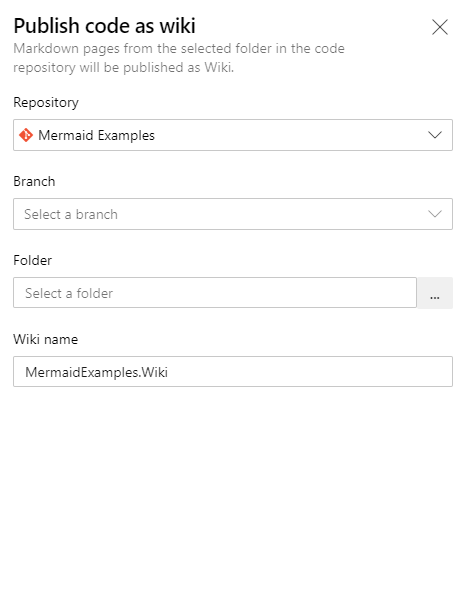 Publish code as wiki
Markdown pages from the selected folder in the code
repository will be published as Wiki.
Repository
Mermaid Examples
Branch
Select a branch
Folder
Select a folder
...
Wiki name
MermaidExamples.Wiki